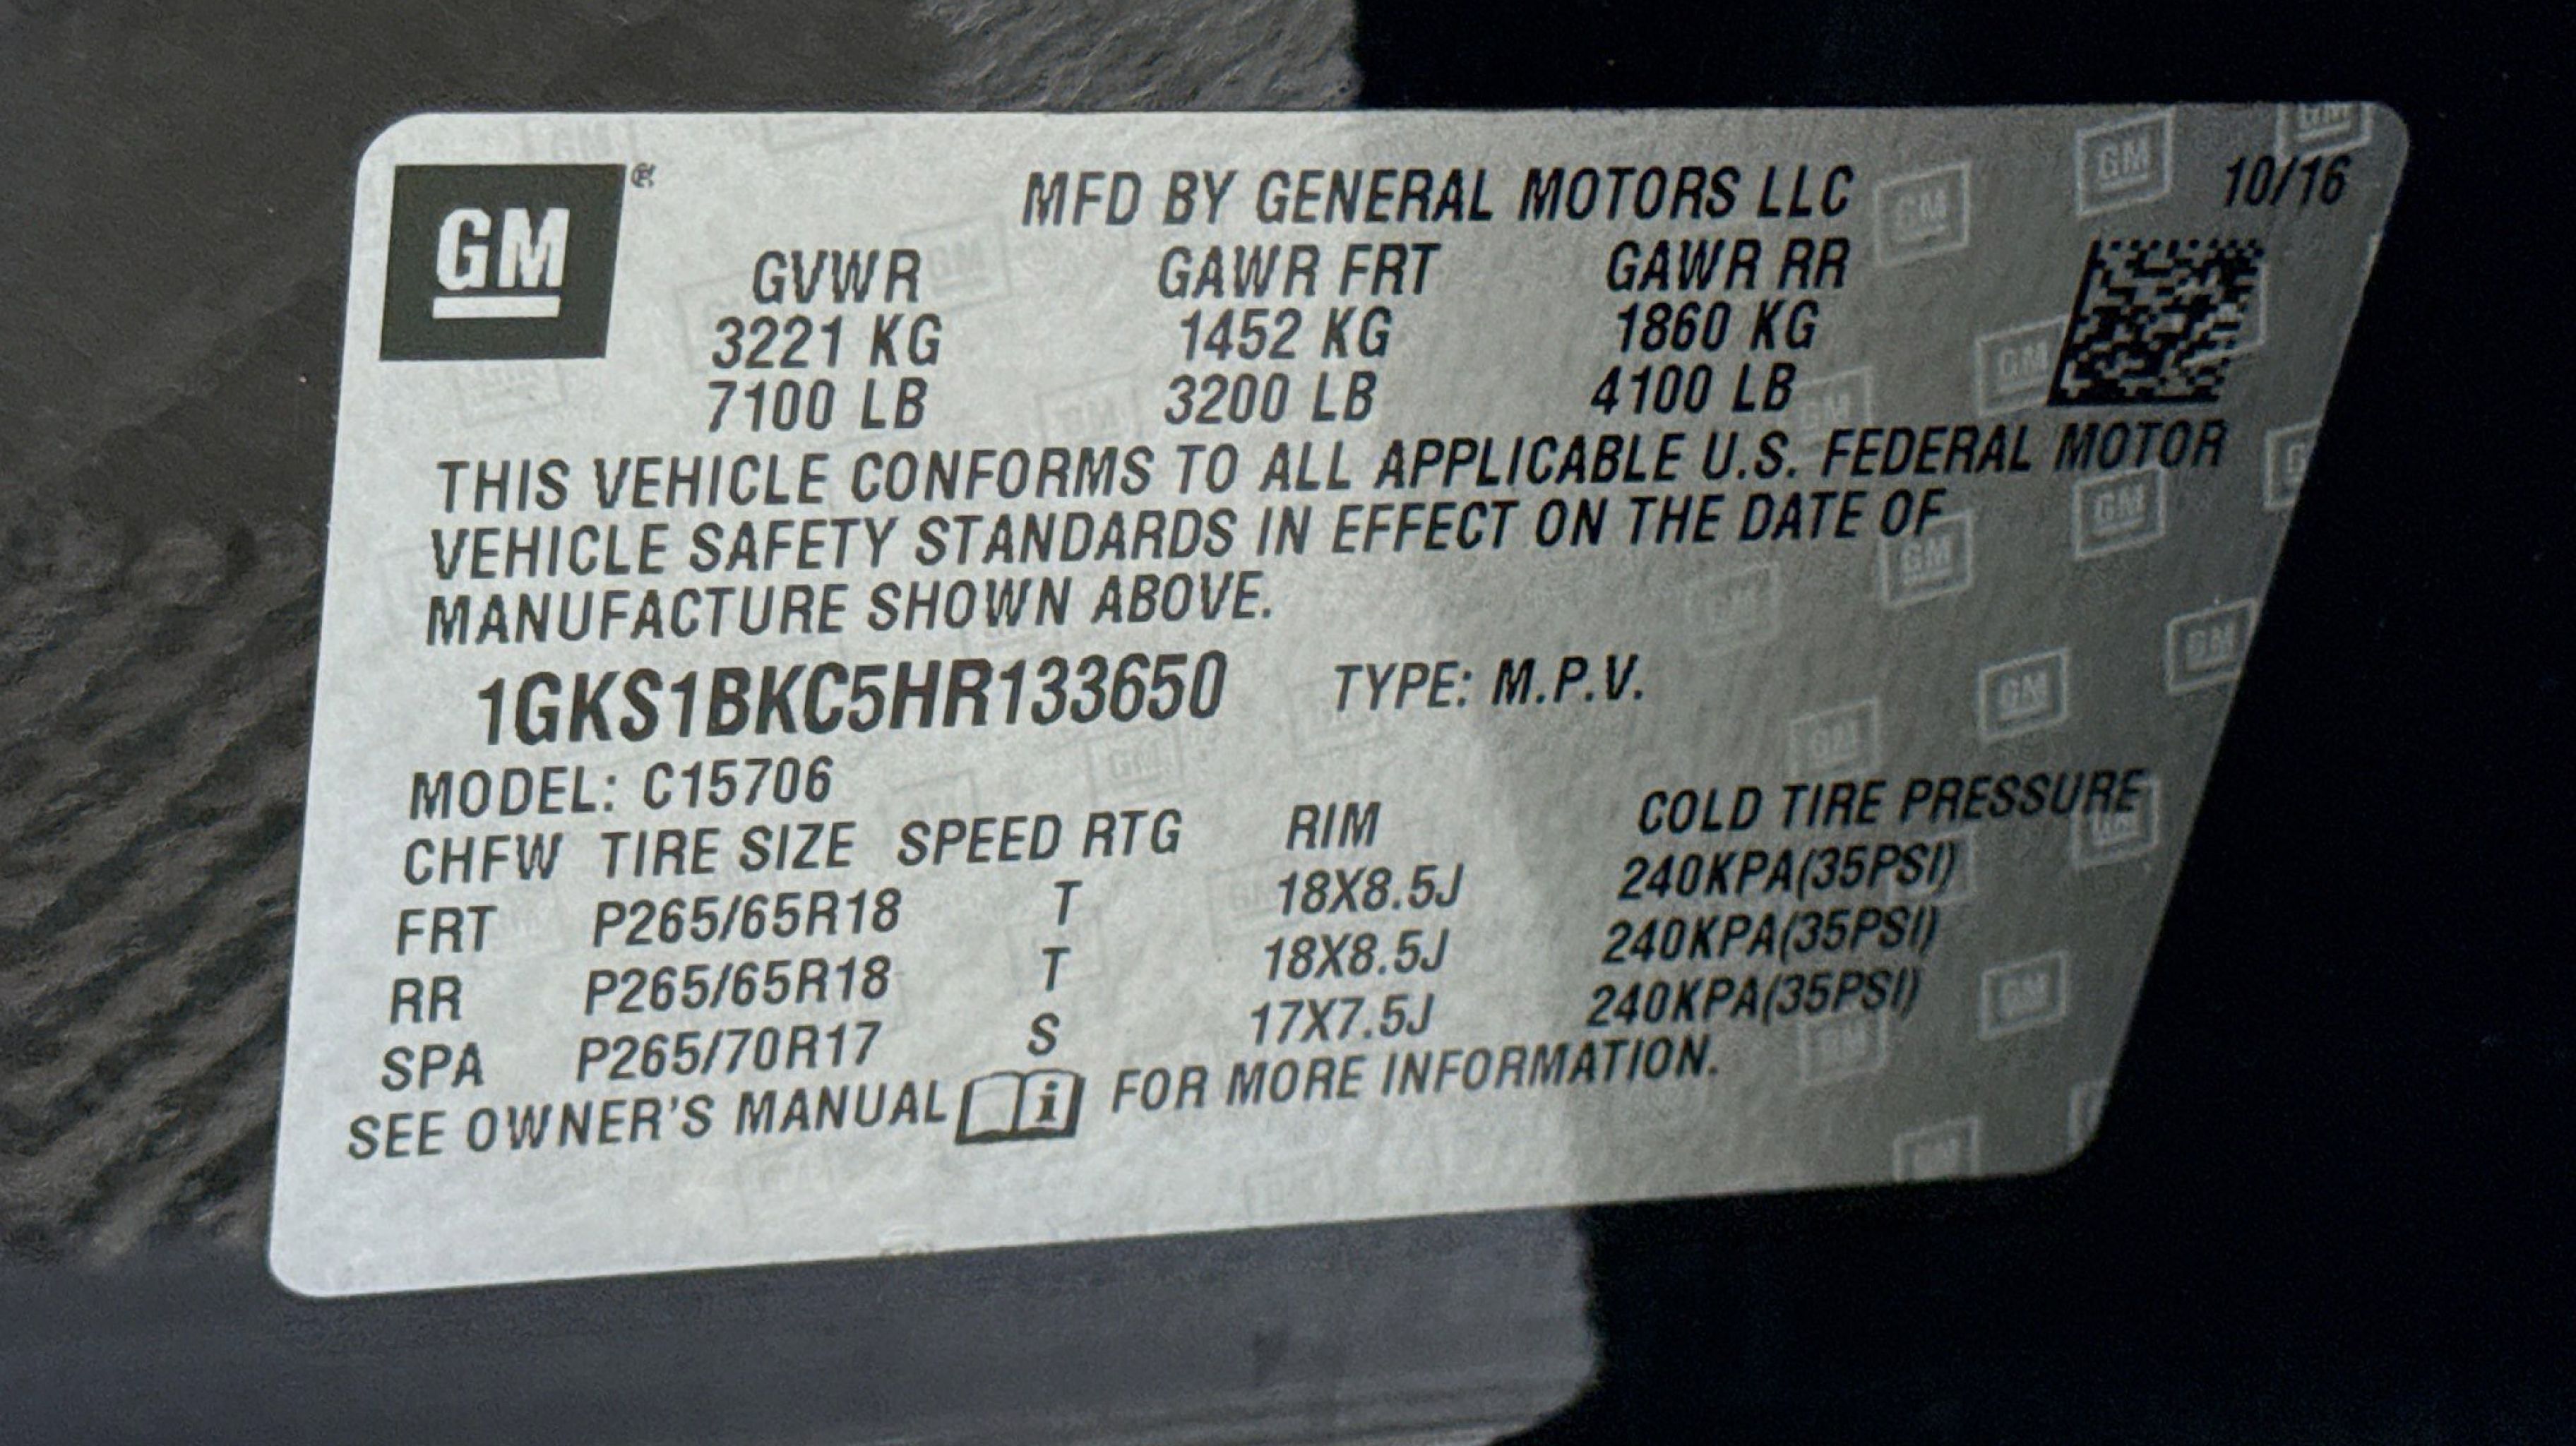 GM ® MFD BY GENERAL MOTORS LLC 10/16
GVWR GAWR FRT GAWR RR
3221 KG 1452 KG 1860 KG
7100 LB 3200 LB 4100 LB
THIS VEHICLE CONFORMS TO ALL APPLICABLE U.S. FEDERAL MOTOR
VEHICLE SAFETY STANDARDS IN EFFECT ON THE DATE OF
MANUFACTURE SHOWN ABOVE.
1GKS1BKC5HR133650 TYPE: M.P.V.
MODEL: C15706
CHFW TIRE SIZE SPEED RTG RIM COLD TIRE PRESSURE
FRT P265/65R18 T 18X8.5J 240KPA(35PSI)
RR P265/65R18 T 18X8.5J 240KPA(35PSI)
SPA P265/70R17 S 17X7.5J 240KPA(35PSI)
SEE OWNER'S MANUAL i FOR MORE INFORMATION.